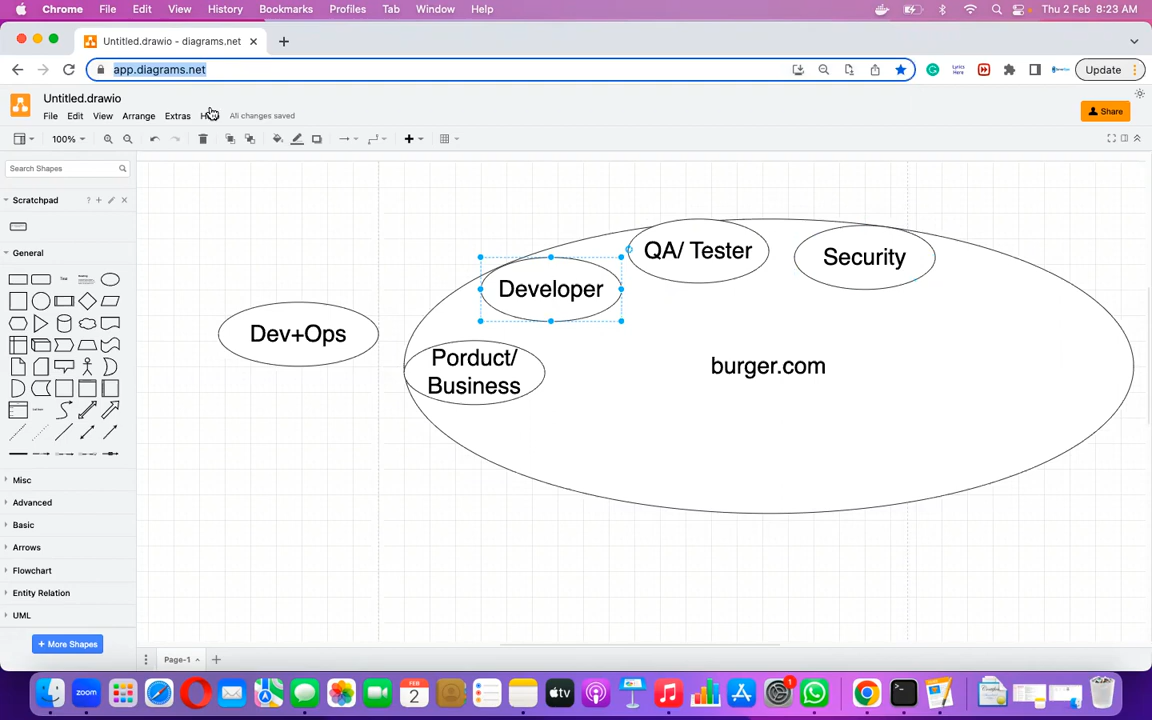 Chrome File Edit View History Bookmarks Profiles Tab Window Help Thu 2 Feb 8:23 AM
Untitled.drawio - diagrams.net
app.diagrams.net Update
Untitled.drawio
File Edit View Arrange Extras All changes saved Share
100%
Search Shapes
Scratchpad
General
QA/ Tester
Security
Developer
Dev+Ops
Porduct/
Business
burger.com
Misc
Advanced
Basic
Arrows
Flowchart
Entity Relation
UML
+ More Shapes
Page-1
zoom
FEB
2
tv
1